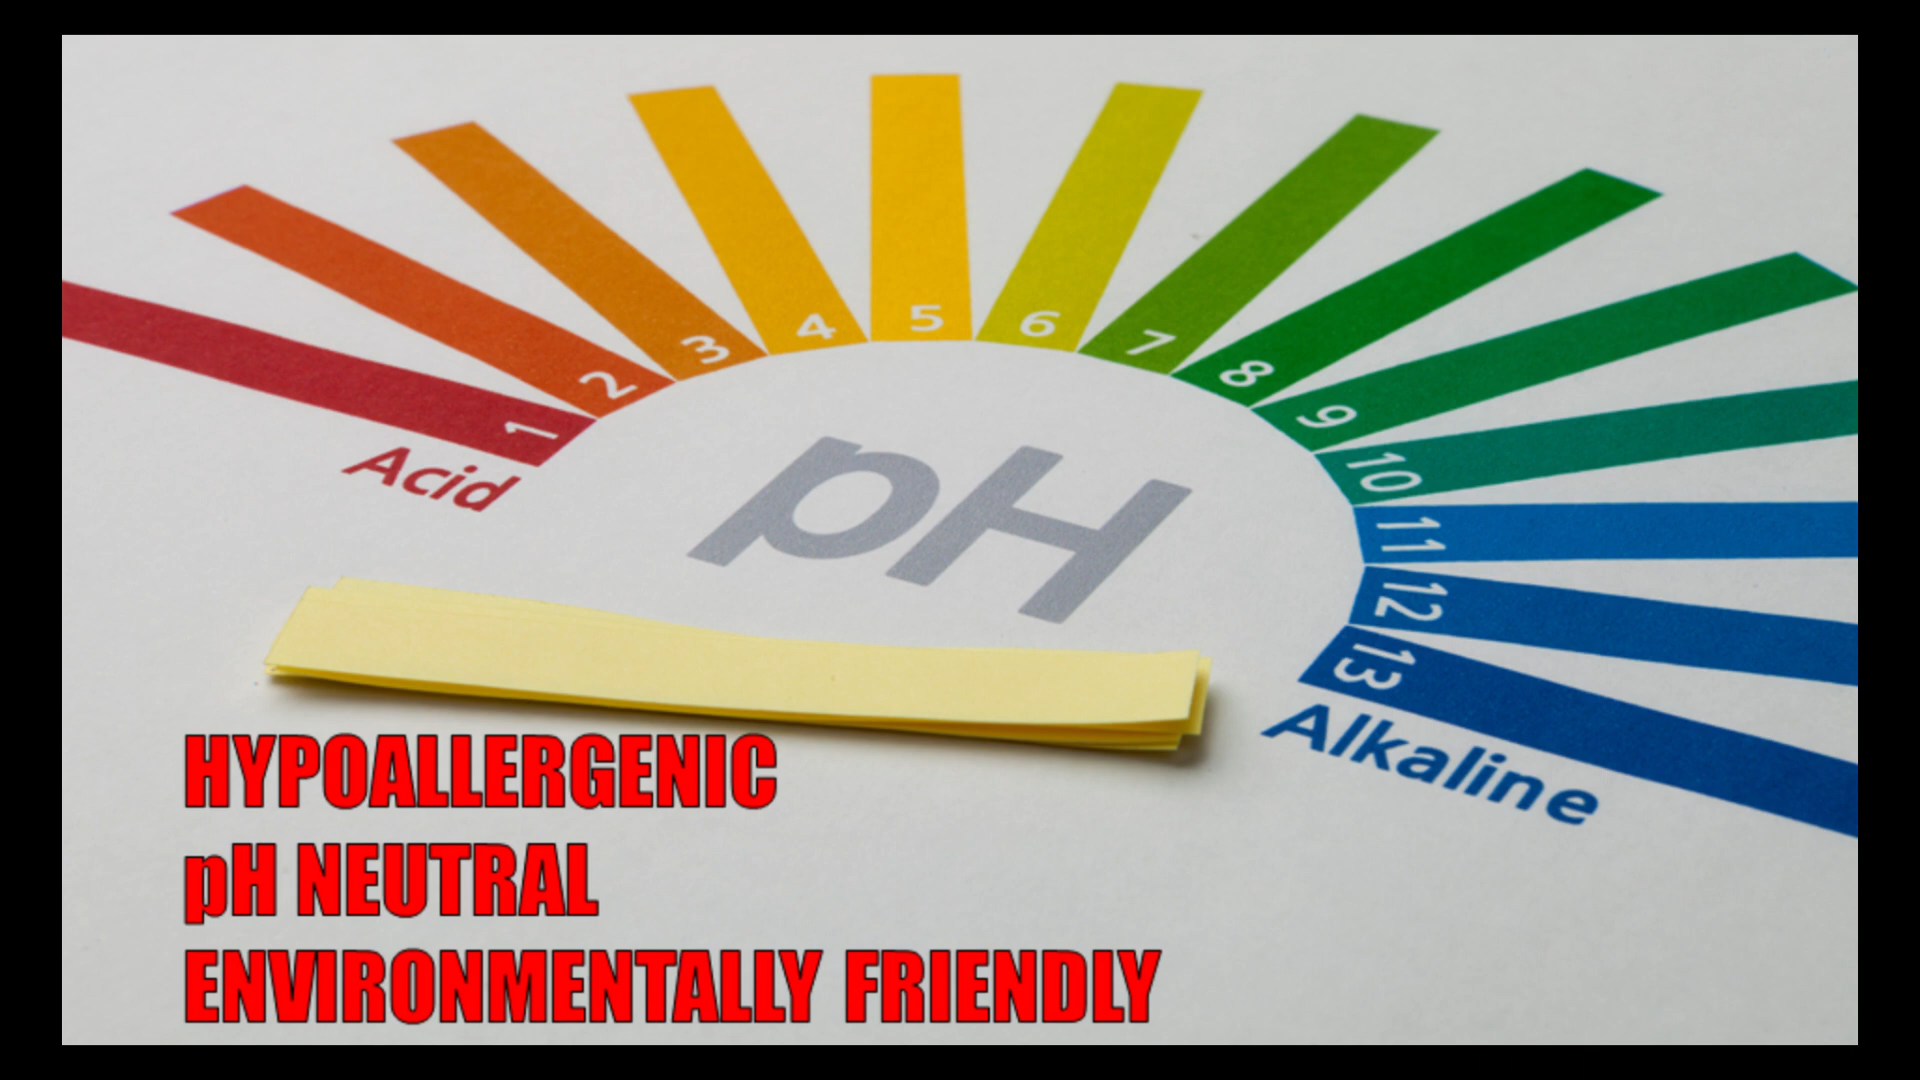 1
2
3
4
5
6
7
8
9
10
11
12
13
Acid
pH
Alkaline
HYPOALLERGENIC
pH NEUTRAL
ENVIRONMENTALLY FRIENDLY